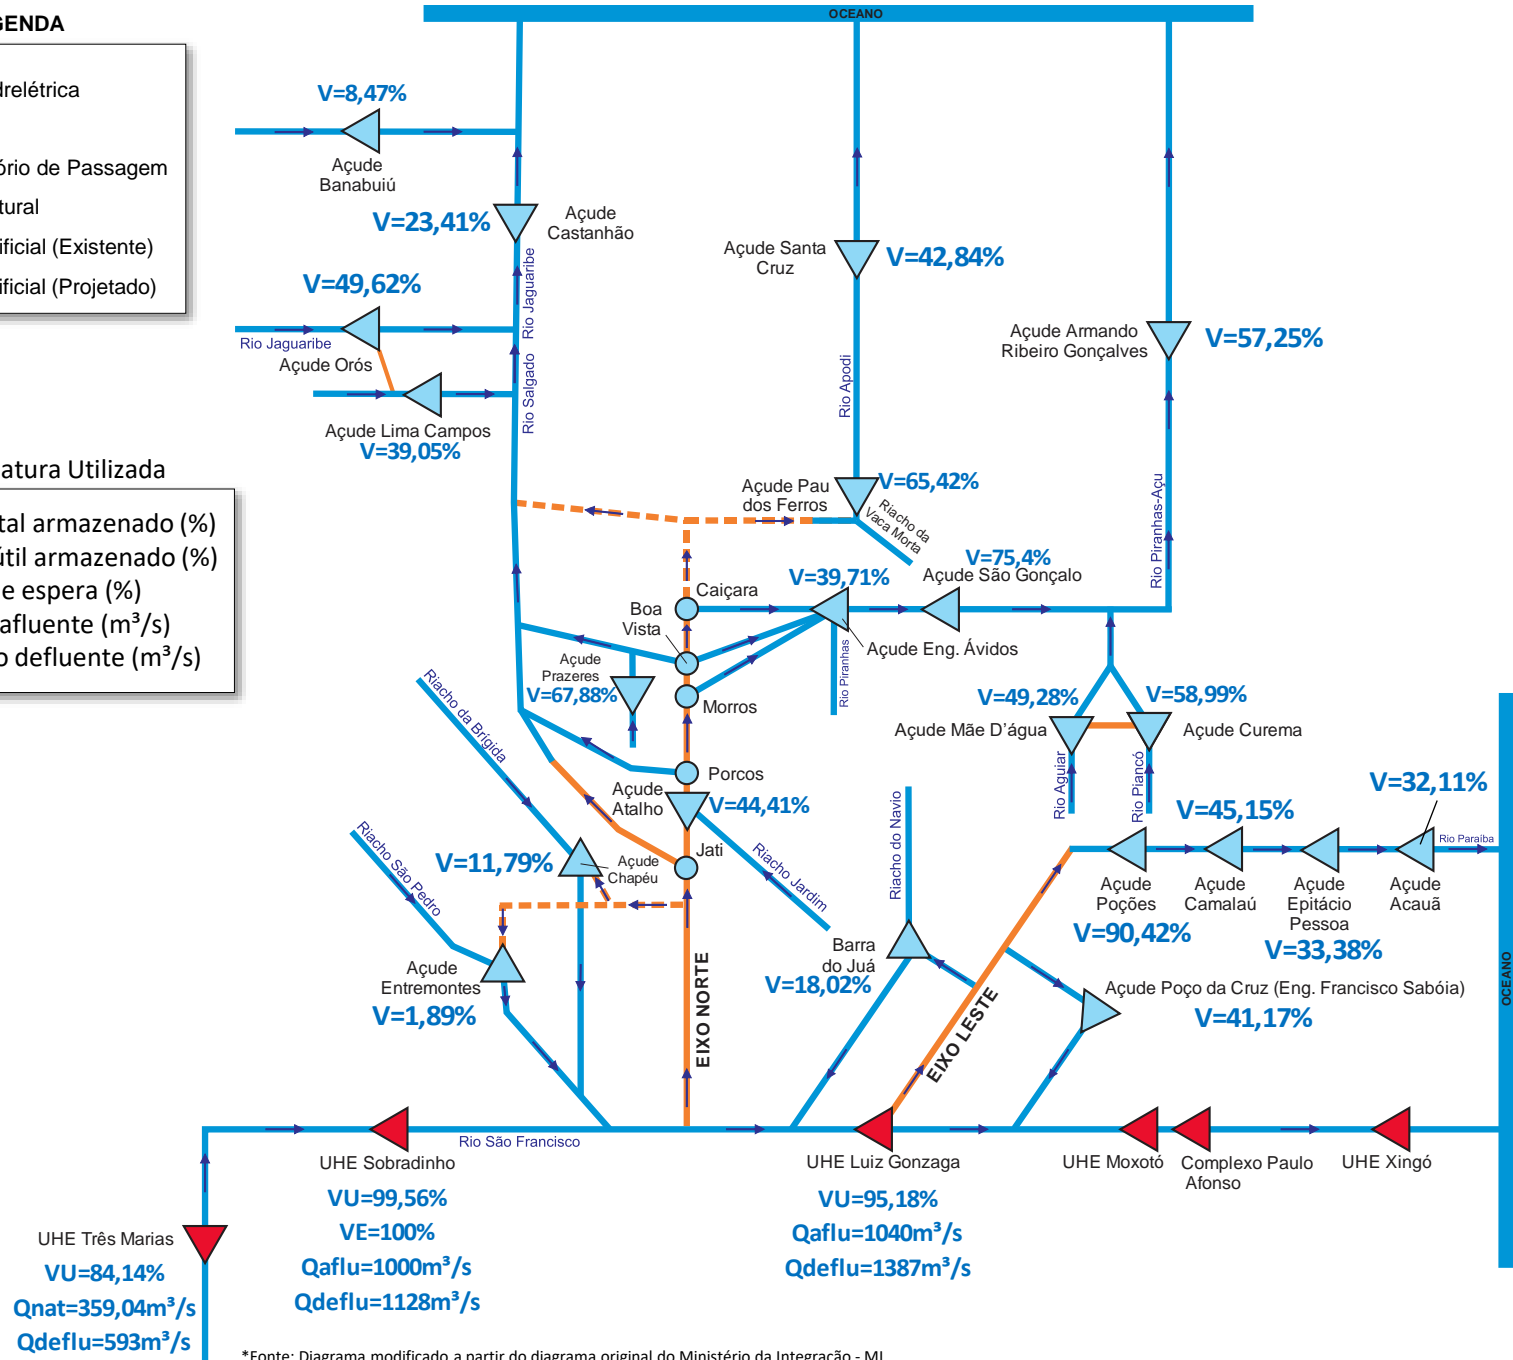 OCEANO
GENDA
drelétrica
ório de Passagem
tural
ificial (Existente)
ificial (Projetado)
V=8,47%
Açude
Banabuiú
V=23,41%
Açude
Castanhão
Rio Jaguaribe
V=49,62%
Rio Jaguaribe
Açude Orós
Rio Salgado
Açude Lima Campos
V=39,05%
Açude Santa
Cruz
V=42,84%
Rio Apodi
Açude Armando
Ribeiro Gonçalves
V=57,25%
Rio Piranhas-Açu
atura Utilizada
tal armazenado (%)
útil armazenado (%)
e espera (%)
afluente (m³/s)
o defluente (m³/s)
Açude Pau
dos Ferros
V=65,42%
Riacho da
Vaca Morta
V=75,4%
Açude São Gonçalo
V=39,71%
Caiçara
Boa
Vista
Açude Eng. Ávidos
Rio Piranhas
Açude
Prazeres
V=67,88%
Morros
Porcos
Riacho da Brígida
Açude
Atalho
V=44,41%
V=49,28%
Açude Mãe D'água
V=58,99%
Açude Curema
Rio Aguiar
Rio Piancó
Riacho São Pedro
V=11,79%
Açude
Chapéu
Jati
Riacho Jardim
Riacho do Navio
V=32,11%
V=45,15%
Rio Paraíba
Açude
Poções
V=90,42%
Açude
Camalaú
Açude
Epitácio
Pessoa
V=33,38%
Açude
Acauã
Açude
Entremontes
V=1,89%
EIXO NORTE
Barra
do Juá
V=18,02%
EIXO LESTE
Açude Poço da Cruz (Eng. Francisco Sabóia)
V=41,17%
OCEANO
Rio São Francisco
UHE Sobradinho
VU=99,56%
VE=100%
Qaflu=1000m³/s
Qdeflu=1128m³/s
UHE Luiz Gonzaga
VU=95,18%
Qaflu=1040m³/s
Qdeflu=1387m³/s
UHE Moxotó
Complexo Paulo
Afonso
UHE Xingó
UHE Três Marias
VU=84,14%
Qnat=359,04m³/s
Qdeflu=593m³/s
*Fonte: Diagrama modificado a partir do diagrama original do Ministério da Integração - MI